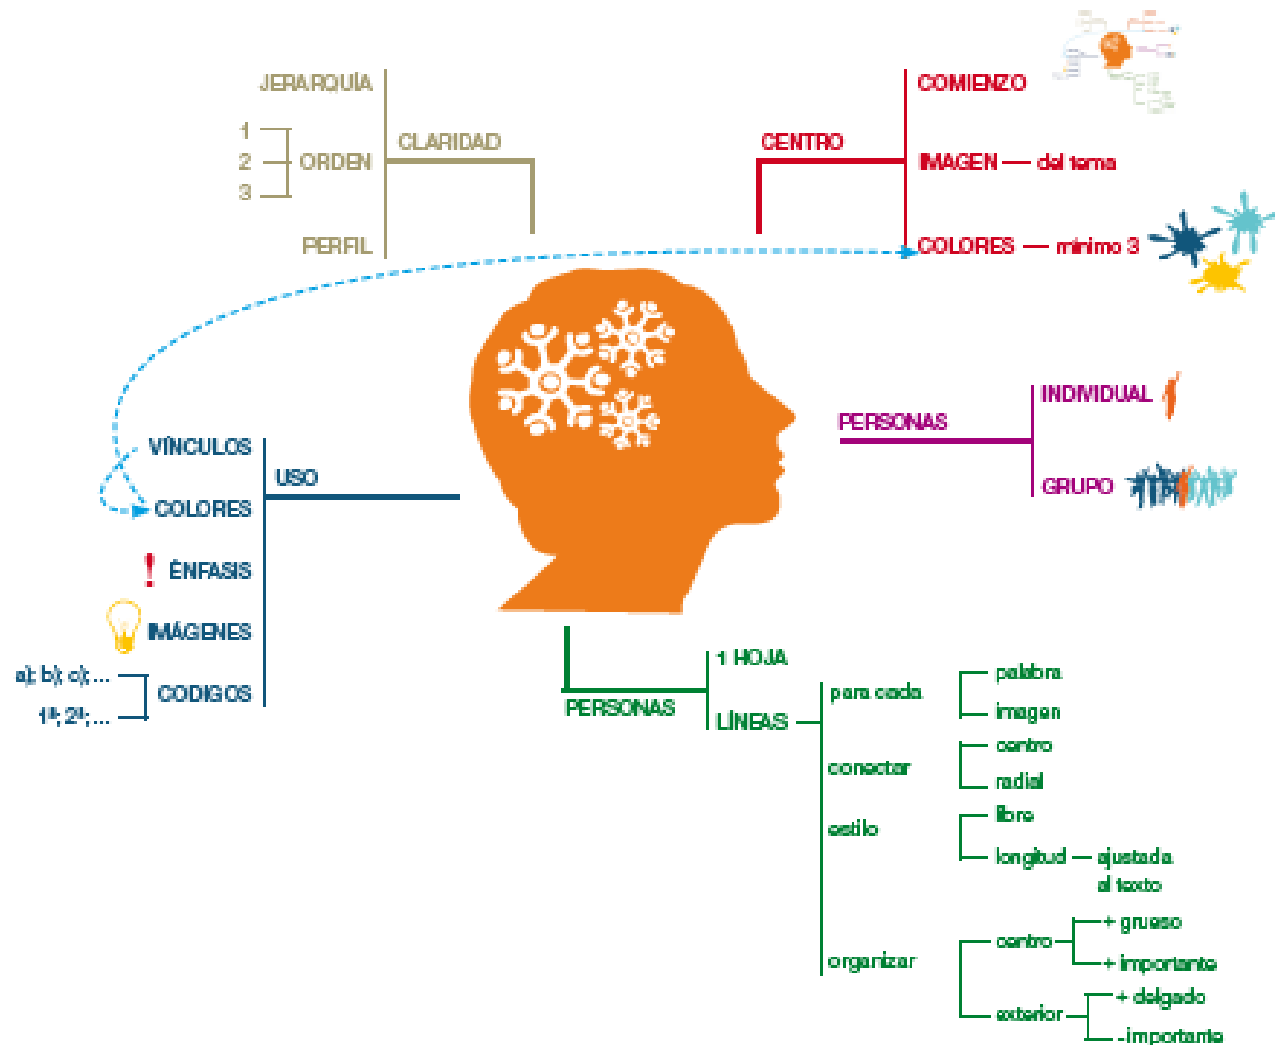 JERARQUÍA
1
2
3
ORDEN
PERFIL
CLARIDAD
CENTRO
COMIENZO
IMAGEN
del tema
COLORES
mínimo 3
PERSONAS
INDIVIDUAL
GRUPO
USO
VÍNCULOS
COLORES
! ÉNFASIS
IMÁGENES
CODIGOS
a); b); c); ...
1ª; 2ª; ...
PERSONAS
1 HOJA
LÍNEAS
para cada
palabra
imagen
conectar
centro
radial
estilo
libre
longitud
ajustada
al texto
organizar
centro
+ grueso
+ importante
exterior
+ delgado
- importante